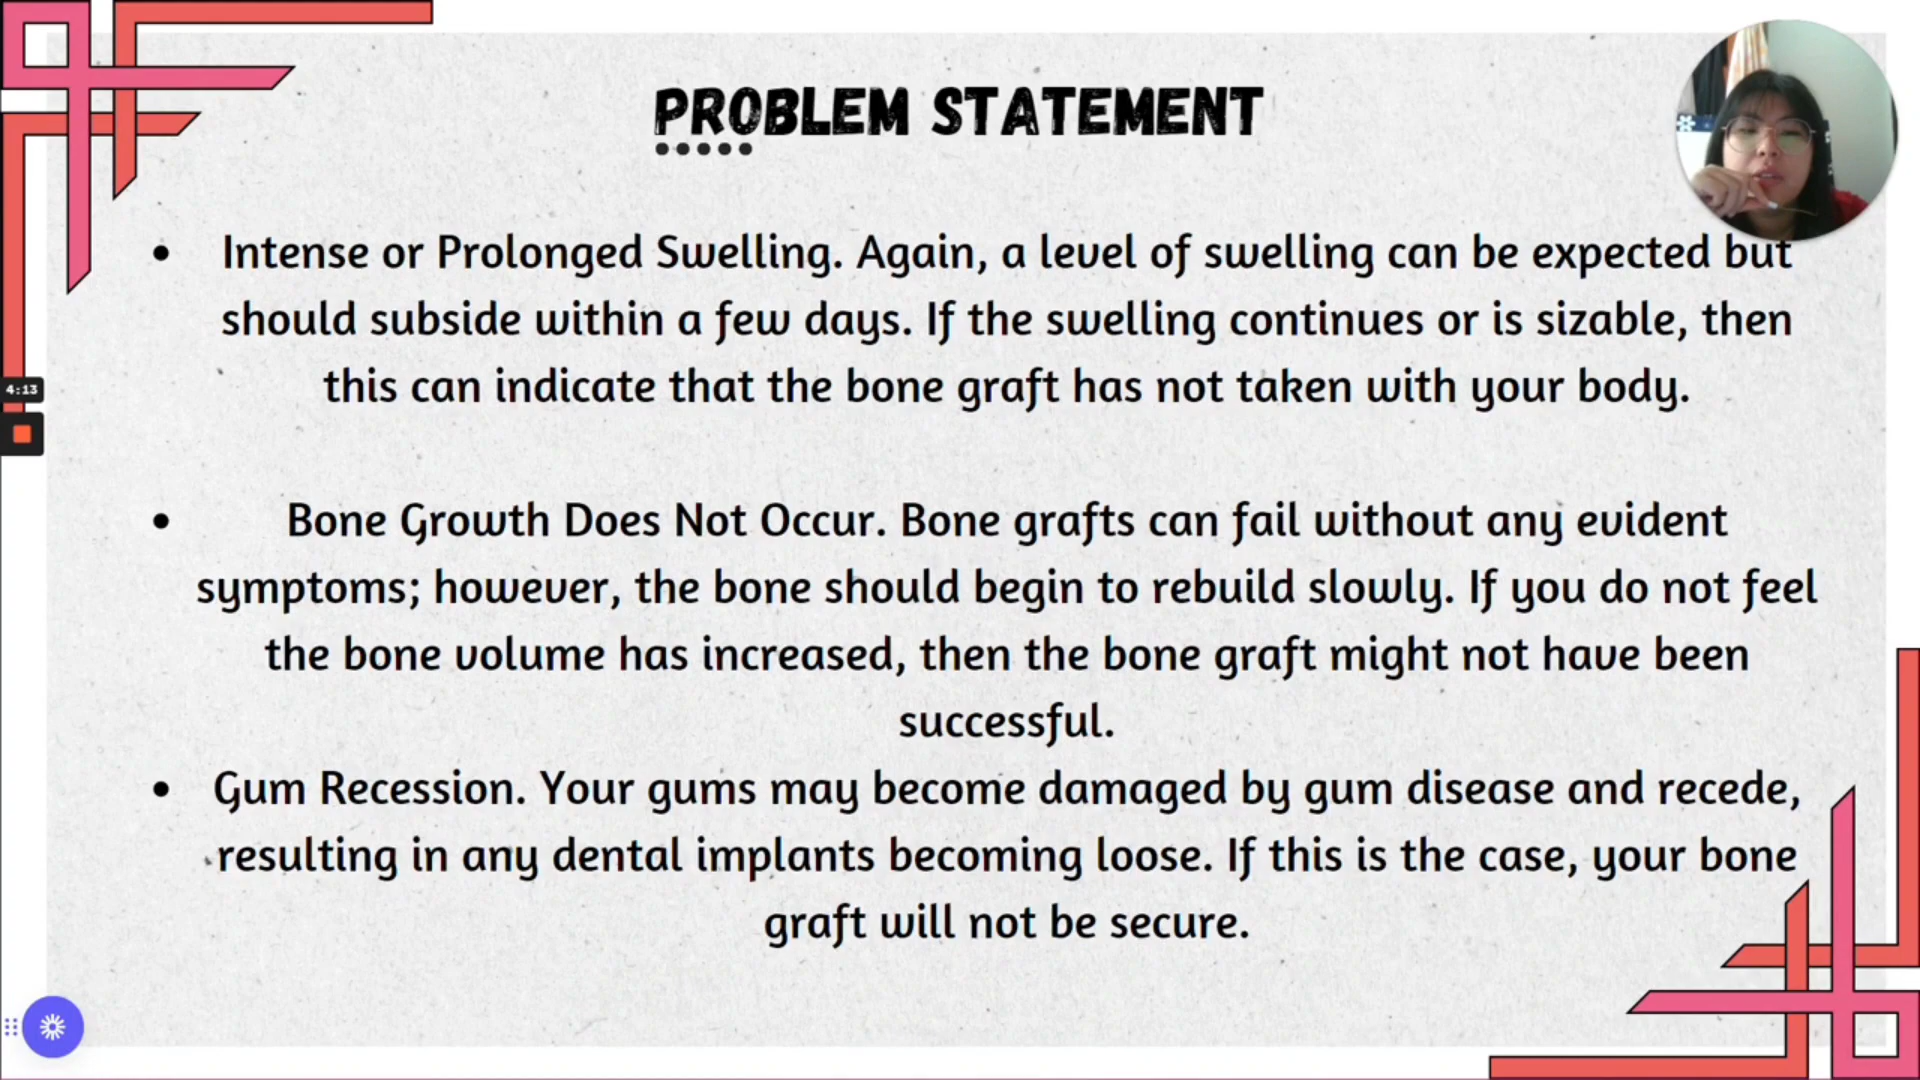 PROBLEM STATEMENT
• Intense or Prolonged Swelling. Again, a level of swelling can be expected but
should subside within a few days. If the swelling continues or is sizable, then
this can indicate that the bone graft has not taken with your body.
• Bone Growth Does Not Occur. Bone grafts can fail without any evident
symptoms; however, the bone should begin to rebuild slowly. If you do not feel
the bone volume has increased, then the bone graft might not have been
successful.
• Gum Recession. Your gums may become damaged by gum disease and recede,
resulting in any dental implants becoming loose. If this is the case, your bone
graft will not be secure.
4:13